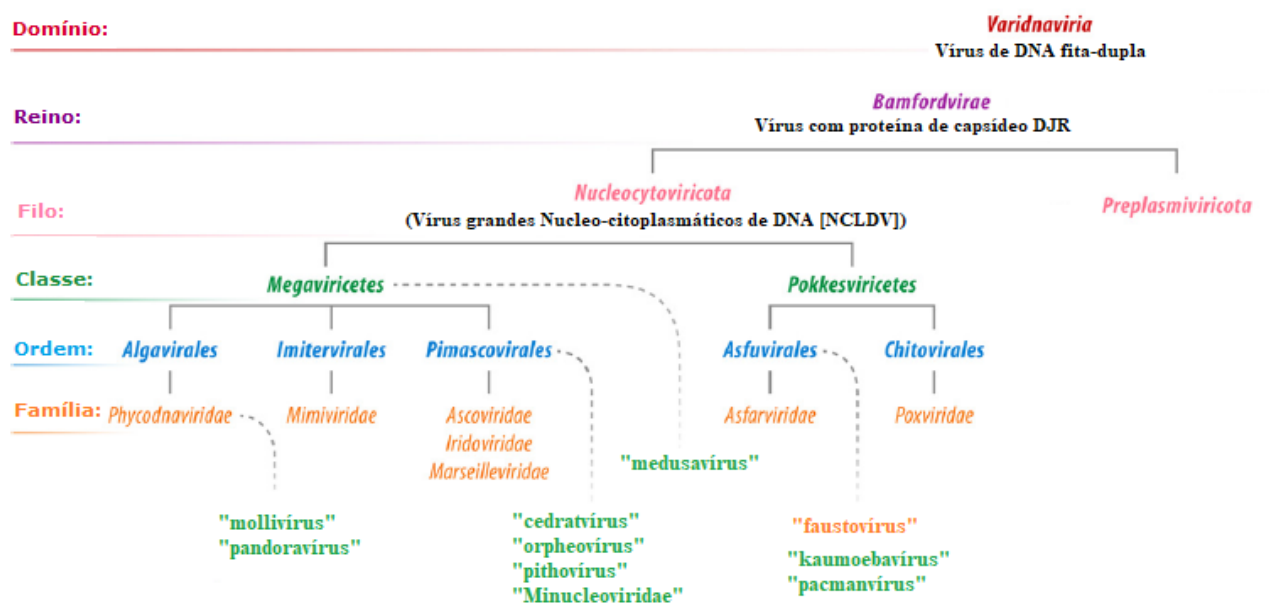 Domínio:
Varidnaviria
Vírus de DNA fita-dupla
Reino:
Bamfordvirae
Vírus com proteína de capsídeo DJR
Filo:
Nucleocytoviricota
(Vírus grandes Nucleo-citoplasmáticos de DNA [NCLDV])
Preplasmiviricota
Classe:
Megaviricetes
Pokkesviricetes
Ordem:
Algavirales
Imitervirales
Pimascovirales
Asfuvirales
Chitovirales
Família:
Phycodnaviridae
Mimiviridae
Ascoviridae
Iridoviridae
Marseilleviridae
Asfarviridae
Poxviridae
"medusavírus"
"mollivírus"
"pandoravírus"
"cedratvírus"
"orpheovírus"
"pithovírus"
"Minucleoviridae"
"faustovírus"
"kaumoebavírus"
"pacmanvírus"